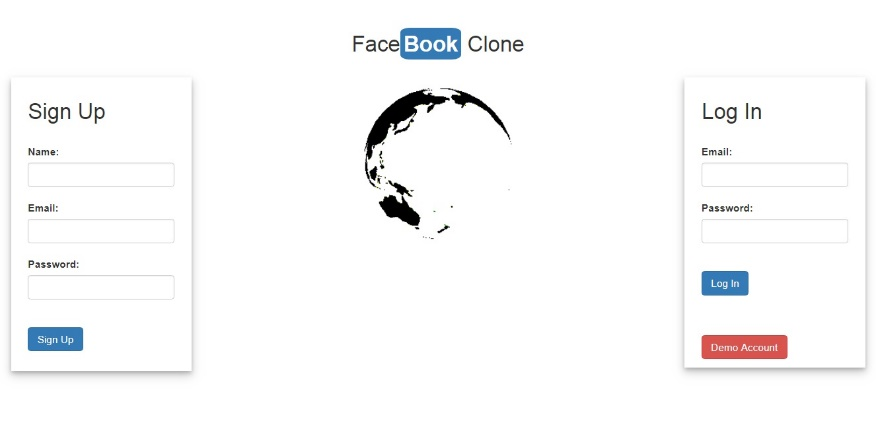 FaceBook Clone
Sign Up
Name:
Email:
Password:
Sign Up
Log In
Email:
Password:
Log In
Demo Account